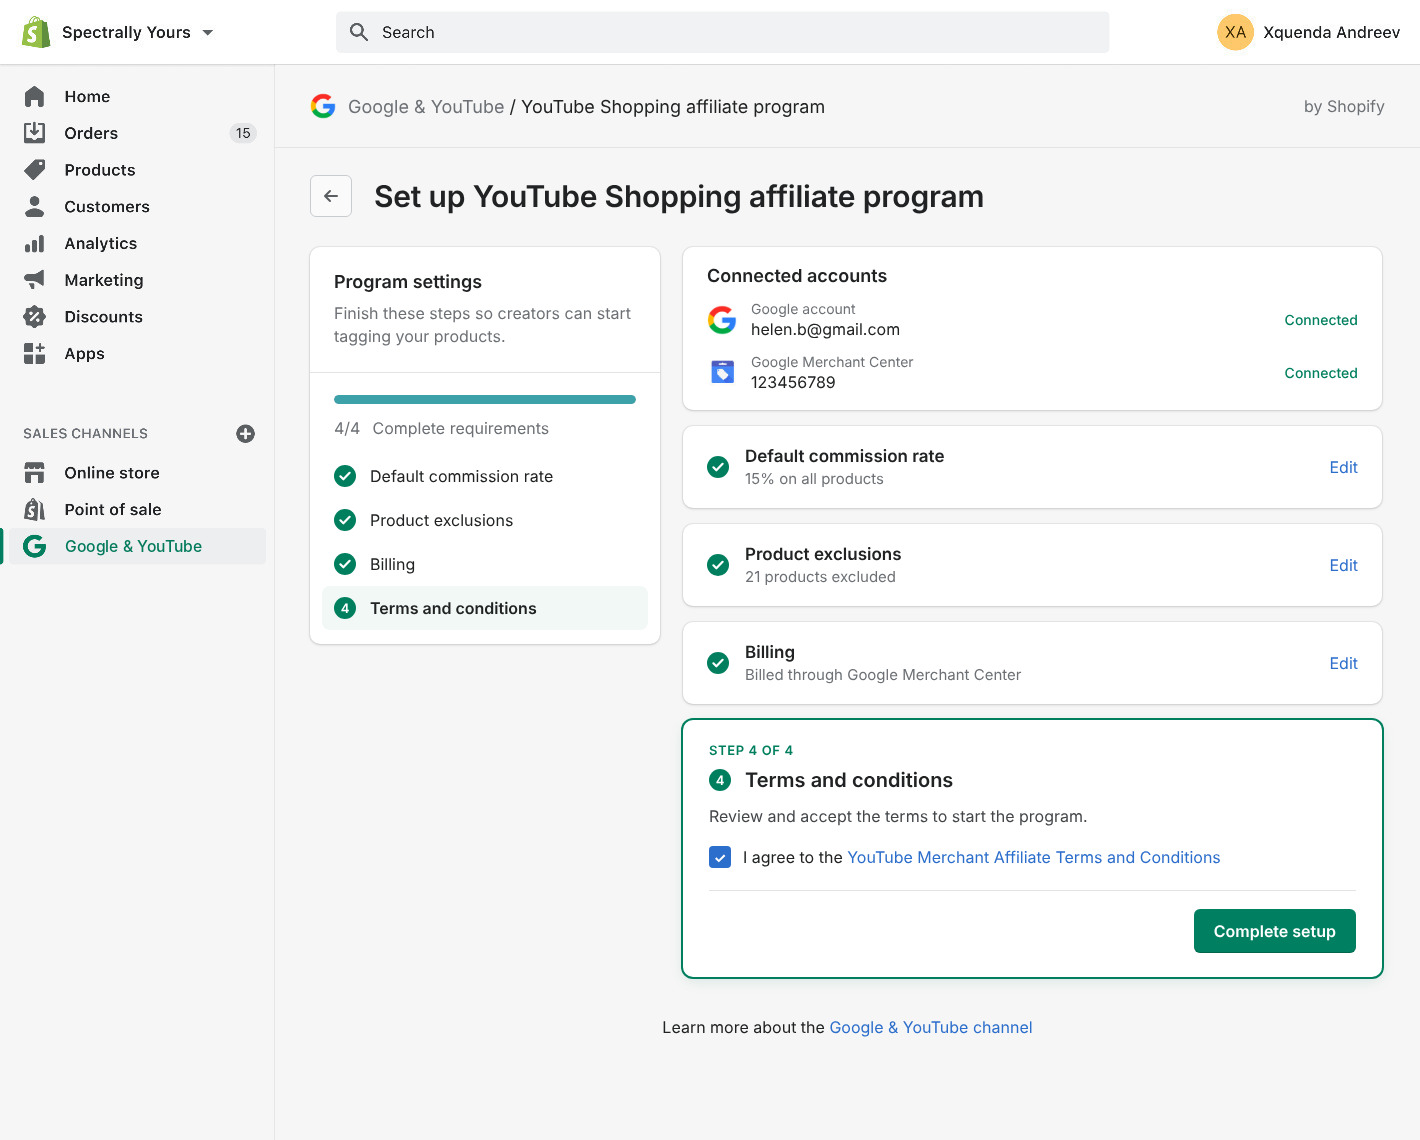 Spectrally Yours
Search
XA
Xquenda Andreev
Home
Orders
15
Products
Customers
Analytics
Marketing
Discounts
Apps
SALES CHANNELS
Online store
Point of sale
Google & YouTube
Google & YouTube / YouTube Shopping affiliate program
by Shopify
Set up YouTube Shopping affiliate program
Program settings
Finish these steps so creators can start
tagging your products.
4/4 Complete requirements
Default commission rate
Product exclusions
Billing
4 Terms and conditions
Connected accounts
Google account
helen.b@gmail.com
Connected
Google Merchant Center
123456789
Connected
Default commission rate
15% on all products
Edit
Product exclusions
21 products excluded
Edit
Billing
Billed through Google Merchant Center
Edit
STEP 4 OF 4
4 Terms and conditions
Review and accept the terms to start the program.
I agree to the YouTube Merchant Affiliate Terms and Conditions
Complete setup
Learn more about the Google & YouTube channel